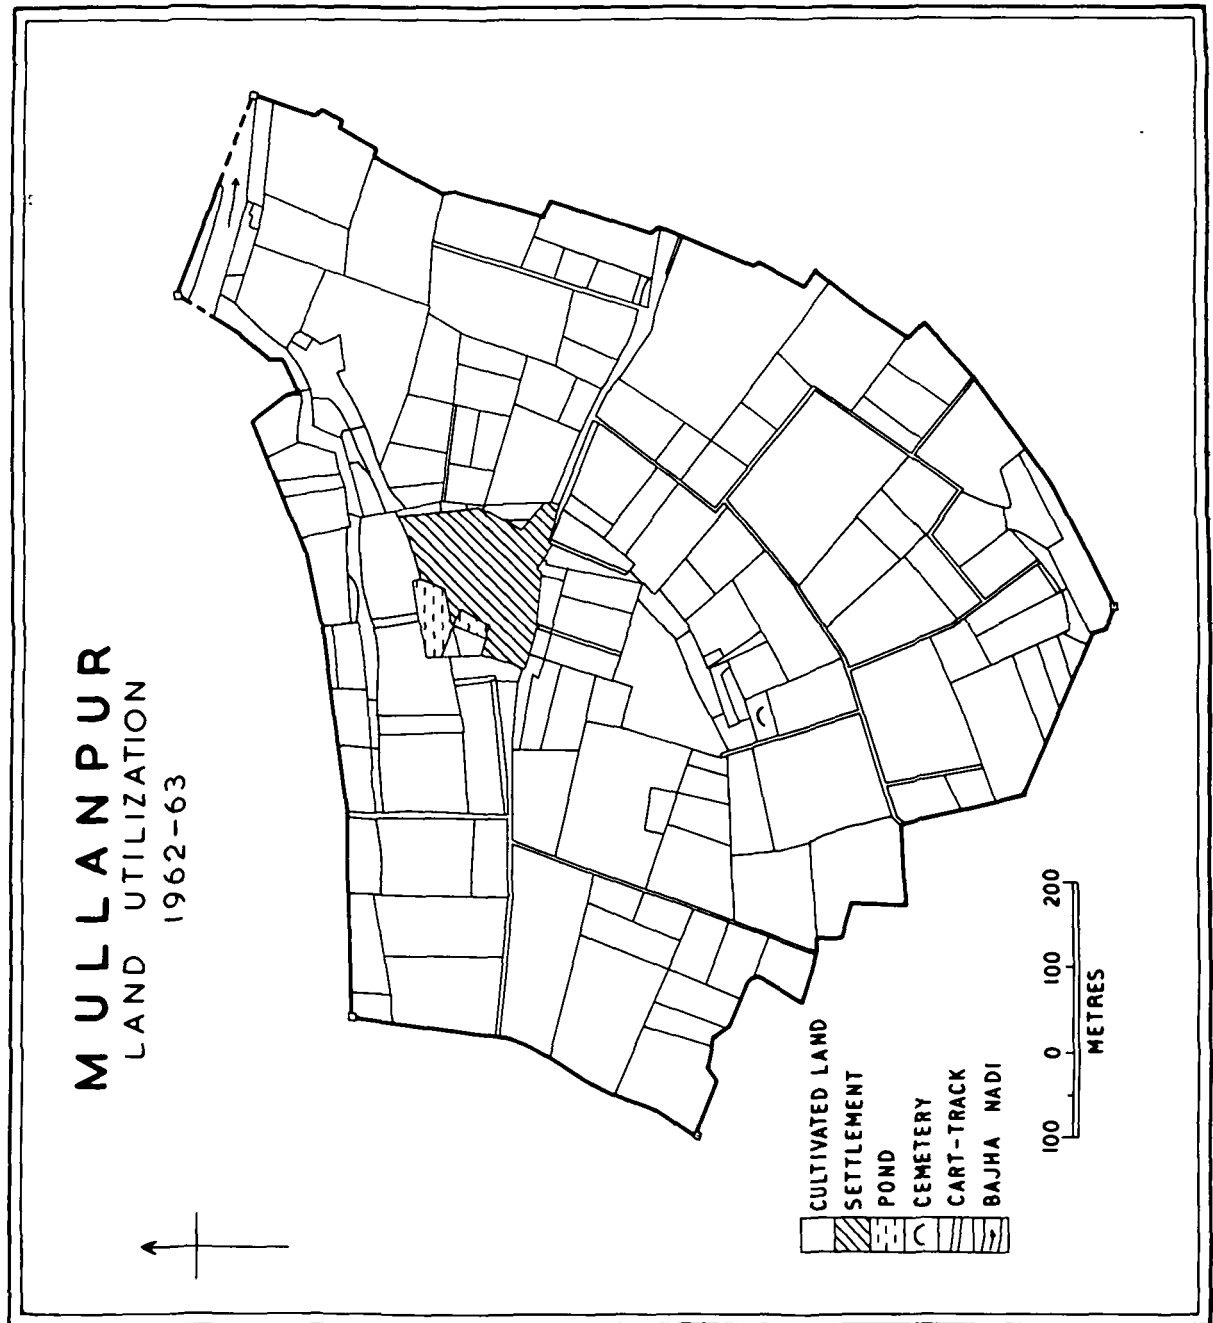 MULLANPUR
LAND UTILIZATION
1962-63
CULTIVATED LAND
SETTLEMENT
POND
CEMETERY
CART-TRACK
BAJHA NADI
100 0 100 200
METRES